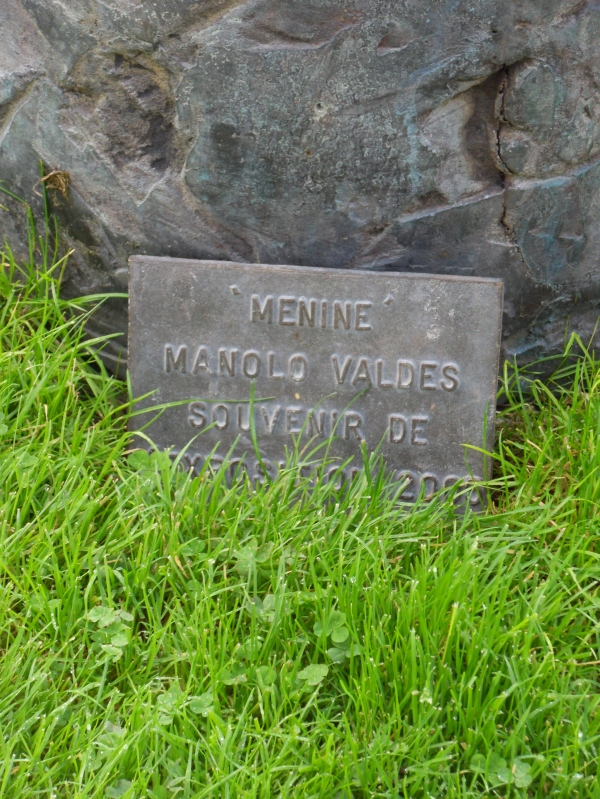 'MENINE'
MANOLO VALDES
SOUVENIR DE